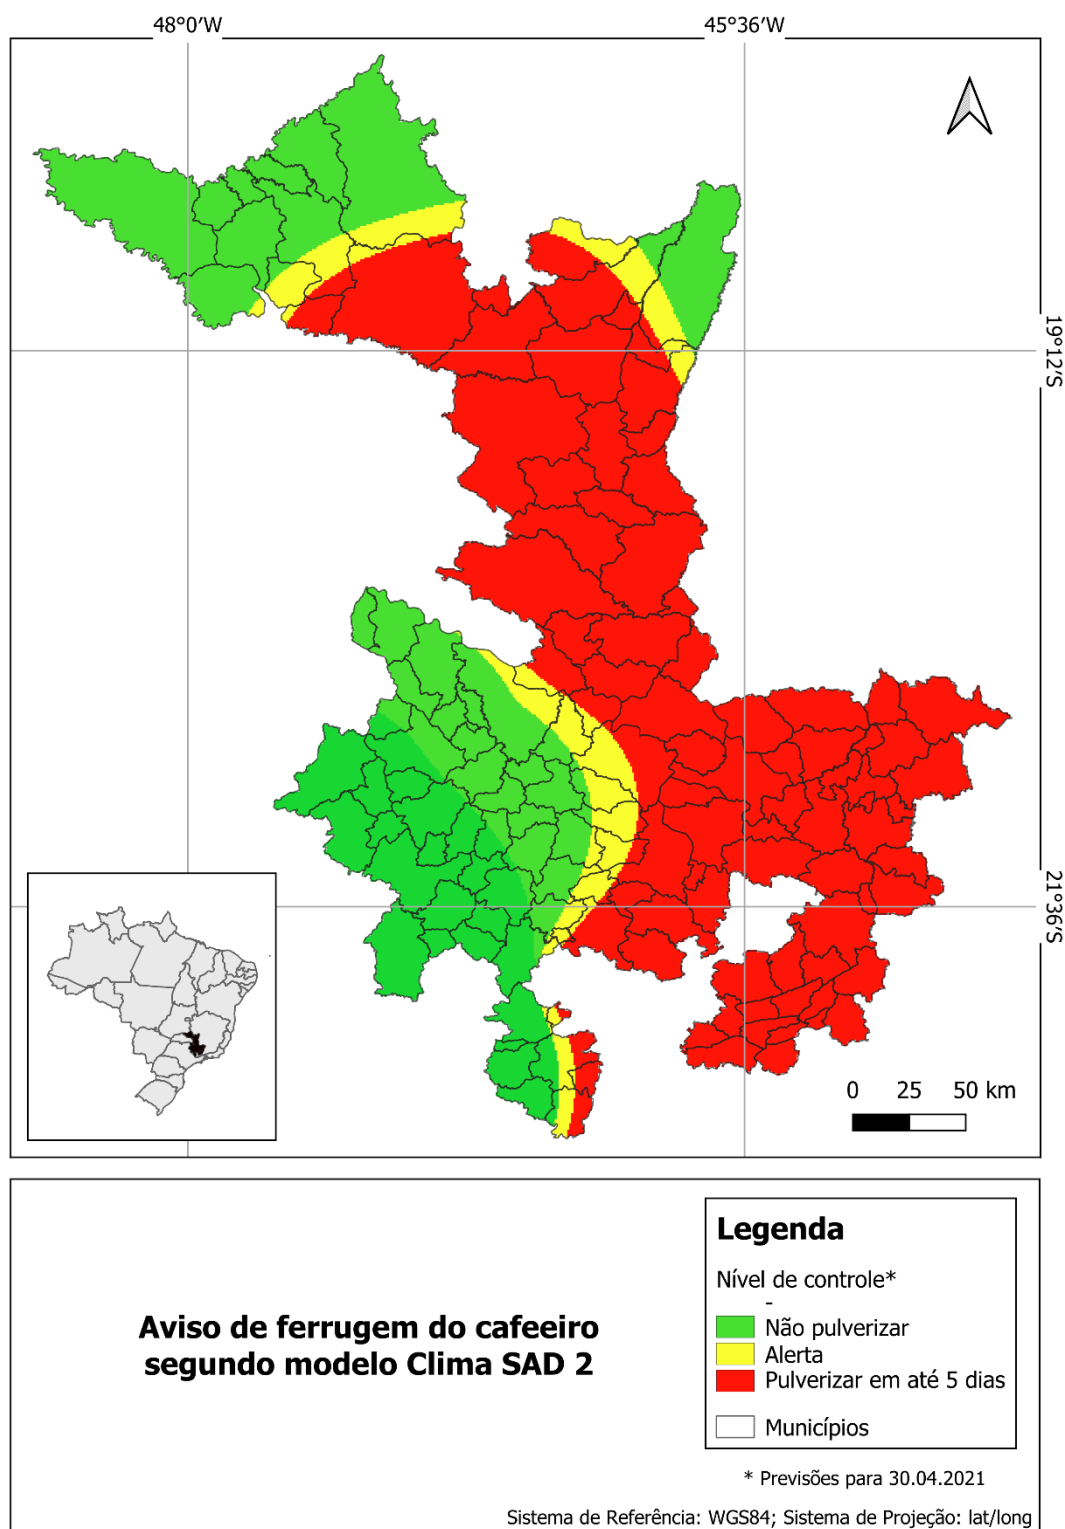 48°0′W
45°36′W
19°12′S
21°36′S
0 25 50 km
Aviso de ferrugem do cafeeiro
segundo modelo Clima SAD 2
Legenda
Nível de controle*
-
Não pulverizar
Alerta
Pulverizar em até 5 dias
Municípios
* Previsões para 30.04.2021
Sistema de Referência: WGS84; Sistema de Projeção: lat/long